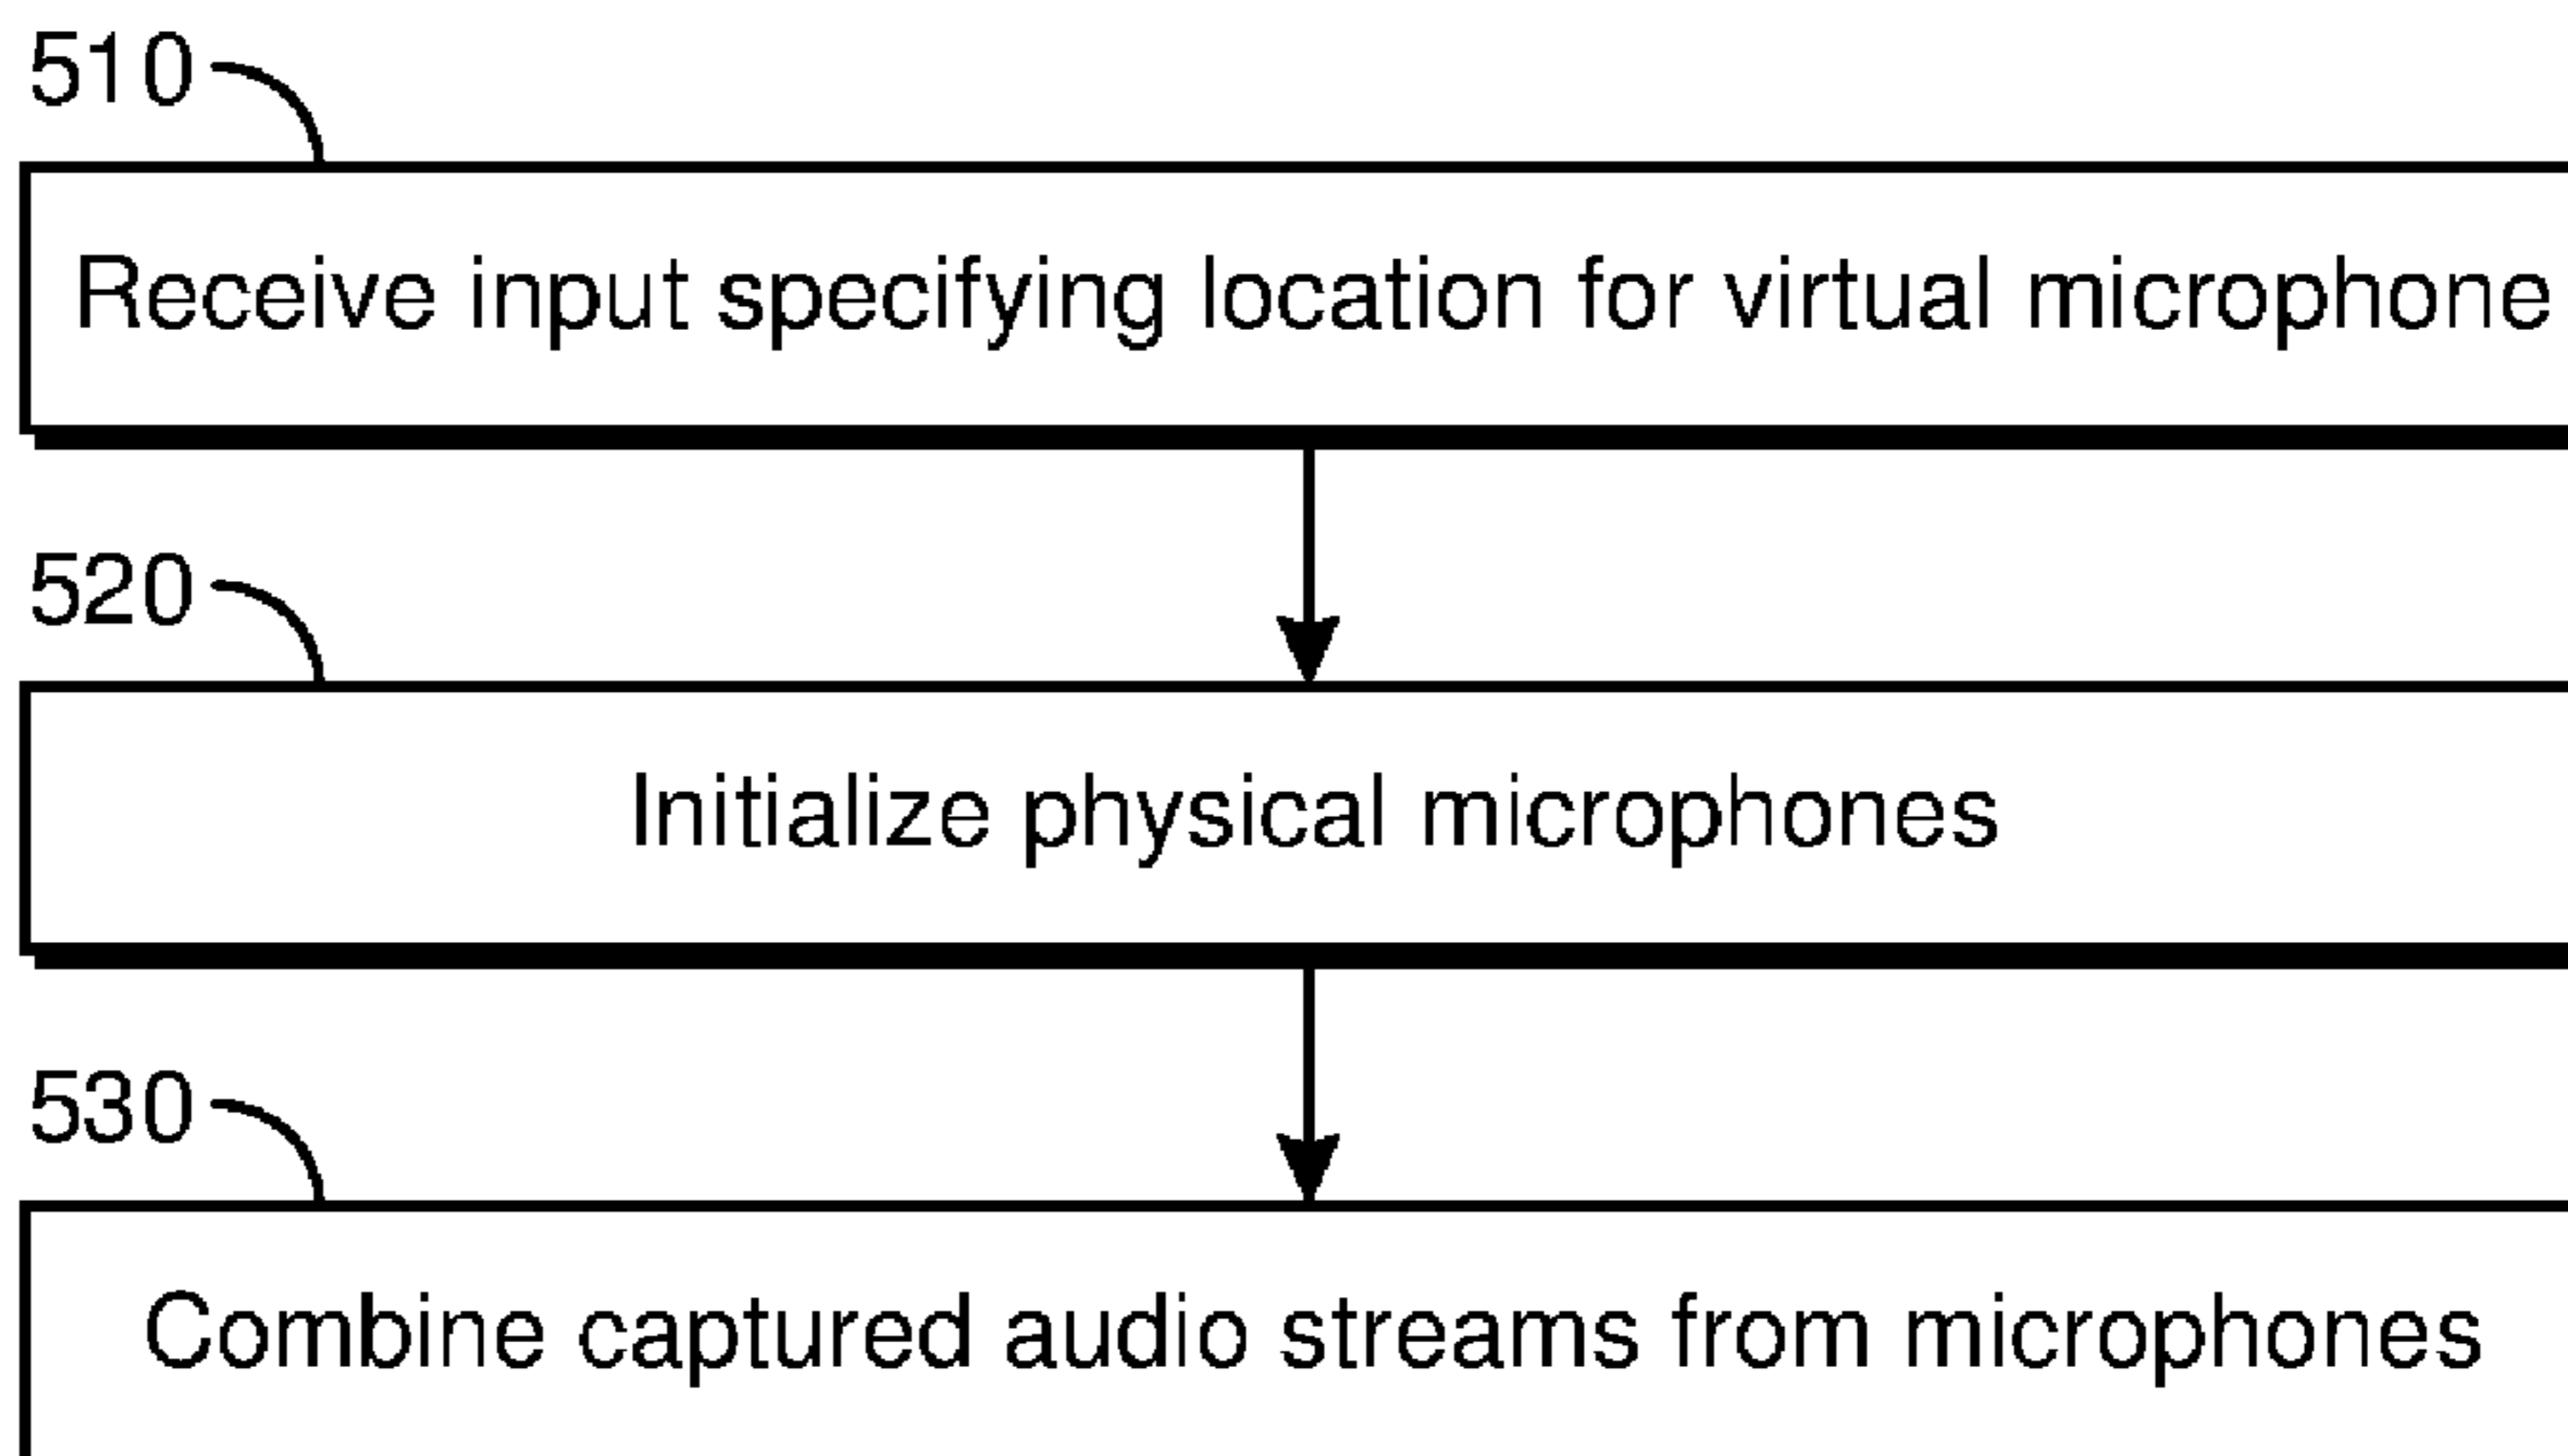 510
Receive input specifying location for virtual microphone
520
Initialize physical microphones
530
Combine captured audio streams from microphones